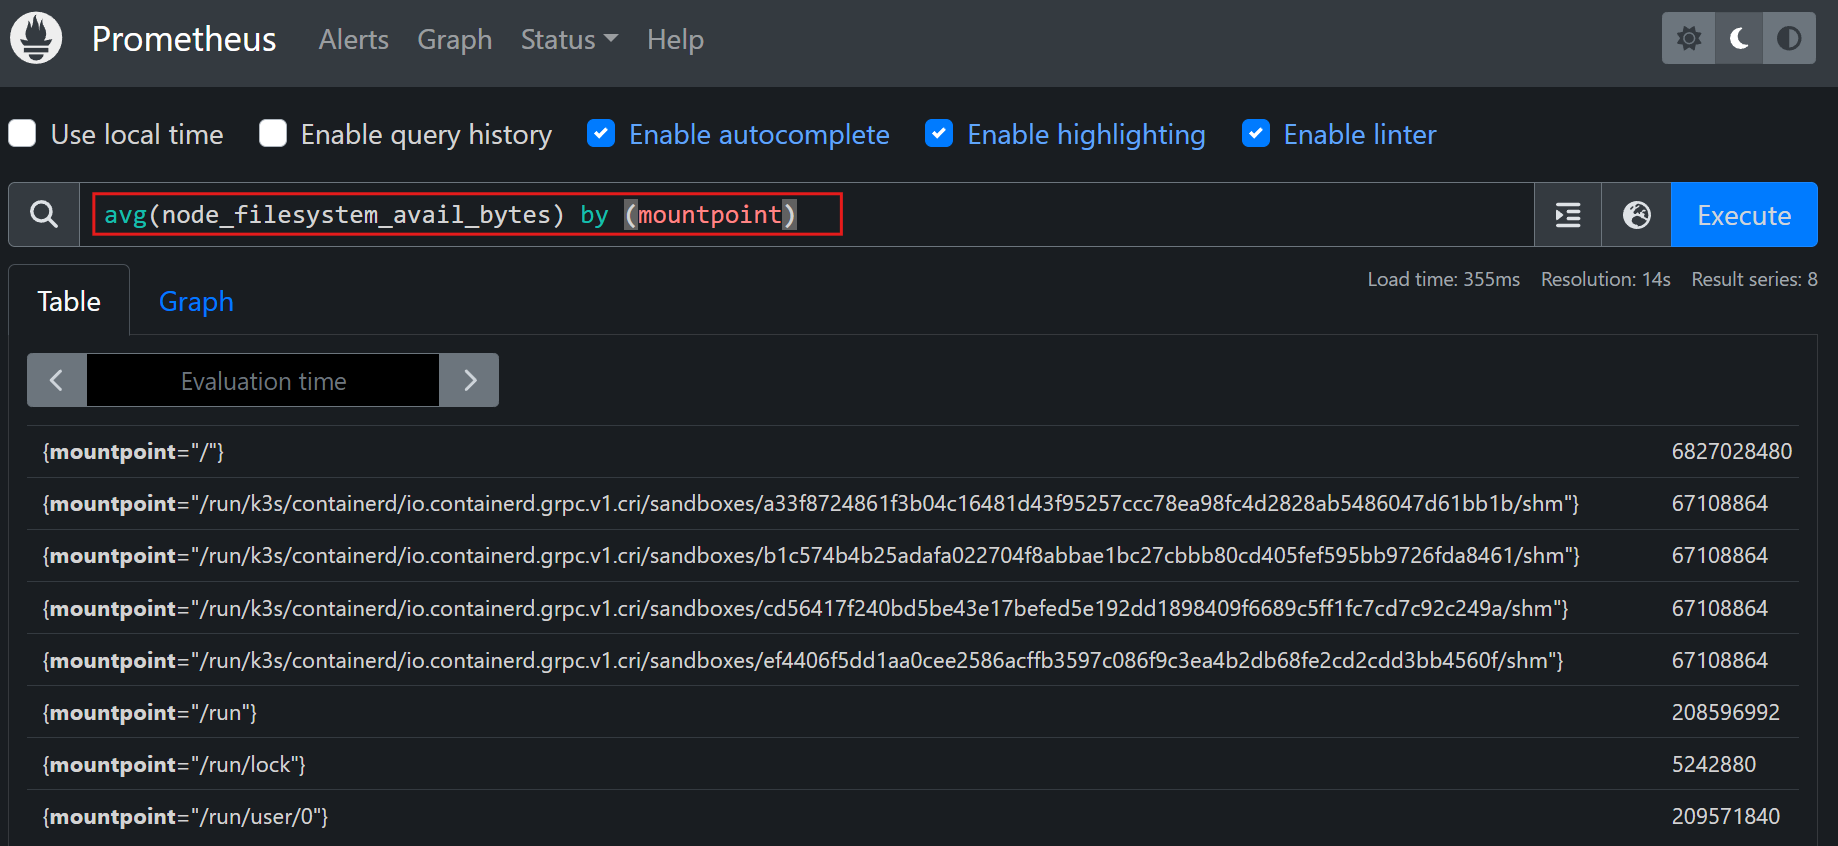 Prometheus Alerts Graph Status Help
Use local time Enable query history Enable autocomplete Enable highlighting Enable linter
avg(node_filesystem_avail_bytes) by (mountpoint) Execute
Load time: 355ms Resolution: 14s Result series: 8
Table Graph
Evaluation time
{mountpoint="/"} 6827028480
{mountpoint="/run/k3s/containerd/io.containerd.grpc.v1.cri/sandboxes/a33f8724861f3b04c16481d43f95257ccc78ea98fc4d2828ab5486047d61bb1b/shm"} 67108864
{mountpoint="/run/k3s/containerd/io.containerd.grpc.v1.cri/sandboxes/b1c574b4b25adafa022704f8abbae1bc27cbbb80cd405fef595bb9726fda8461/shm"} 67108864
{mountpoint="/run/k3s/containerd/io.containerd.grpc.v1.cri/sandboxes/cd56417f240bd5be43e17befed5e192dd1898409f6689c5ff1fc7cd7c92c249a/shm"} 67108864
{mountpoint="/run/k3s/containerd/io.containerd.grpc.v1.cri/sandboxes/ef4406f5dd1aa0cee2586acffb3597c086f9c3ea4b2db68fe2cd2cdd3bb4560f/shm"} 67108864
{mountpoint="/run"} 208596992
{mountpoint="/run/lock"} 5242880
{mountpoint="/run/user/0"} 209571840